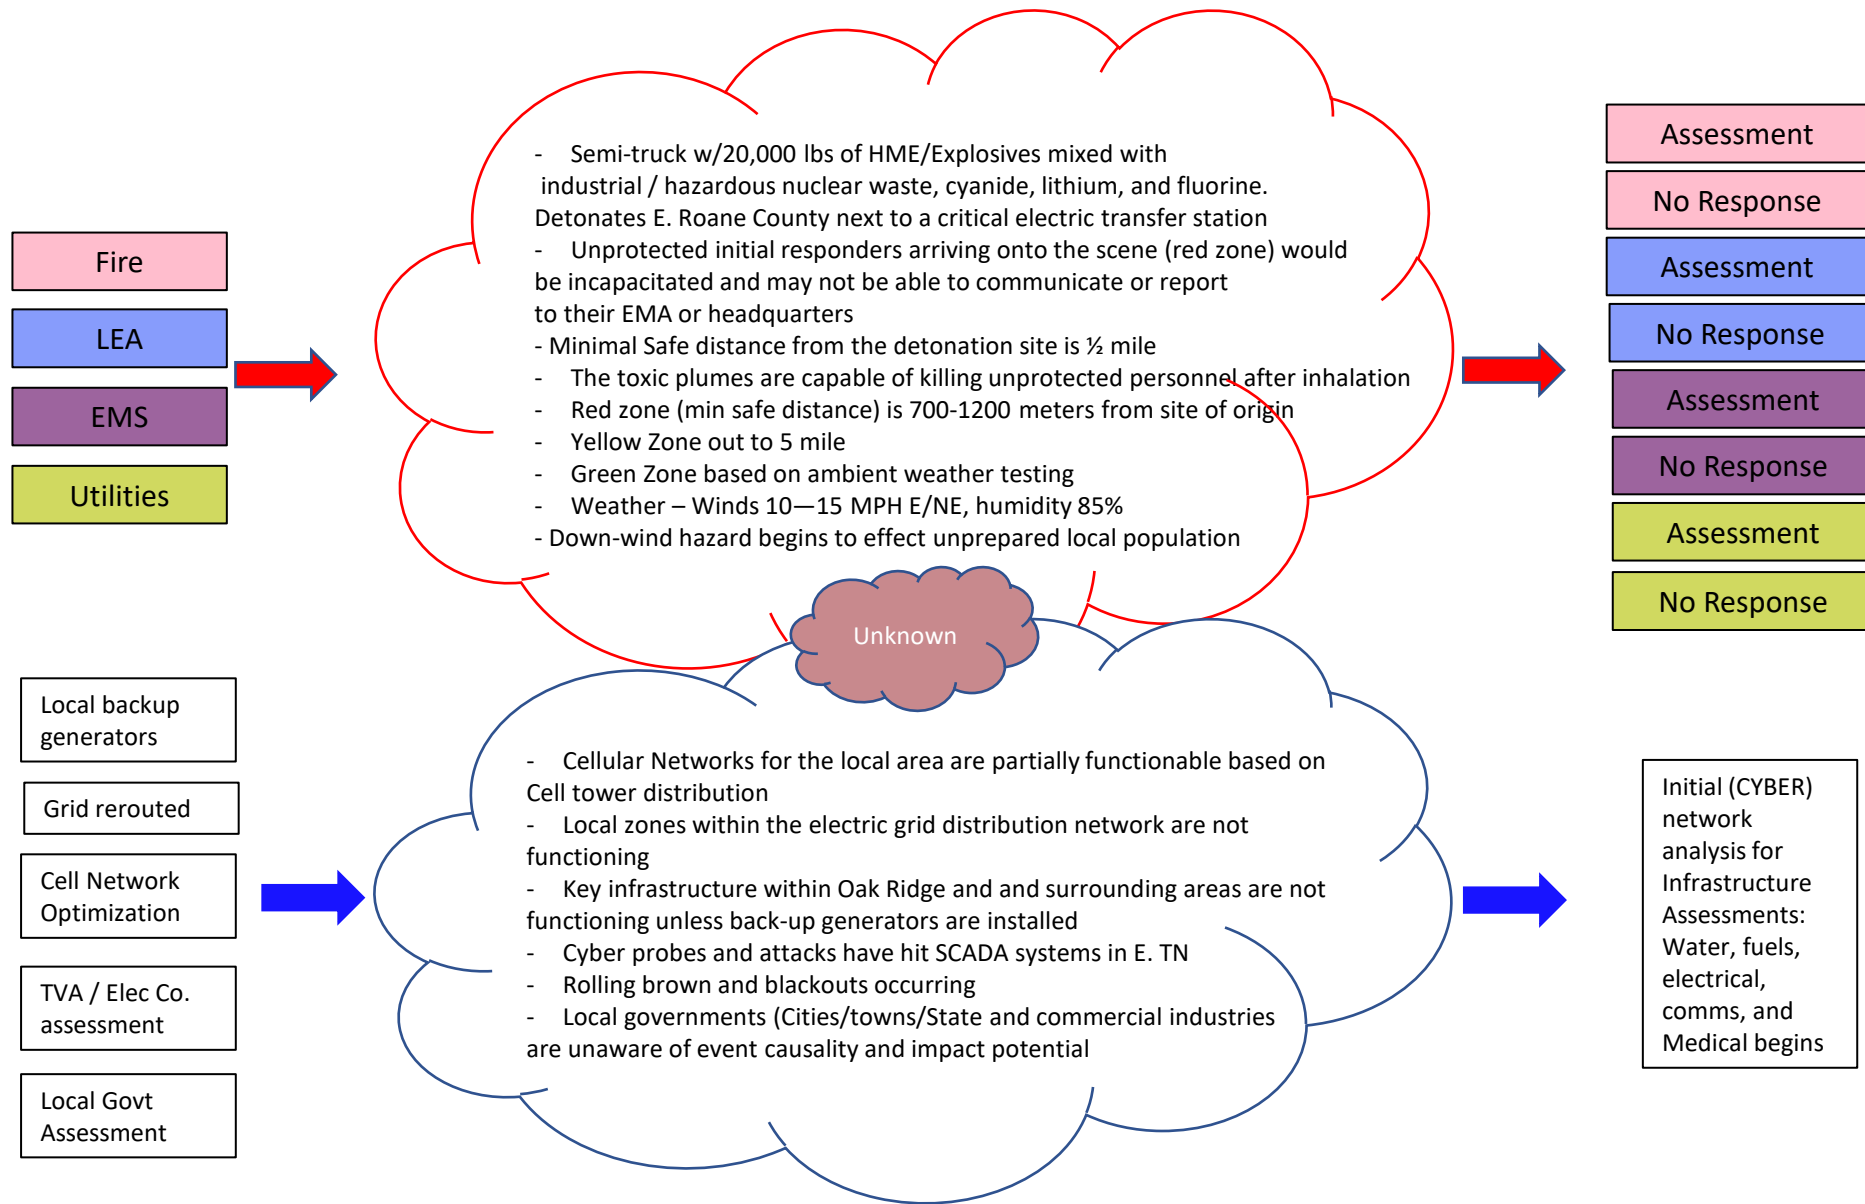 Fire
LEA
EMS
Utilities
- Semi-truck w/20,000 lbs of HME/Explosives mixed with
industrial / hazardous nuclear waste, cyanide, lithium, and fluorine.
Detonates E. Roane County next to a critical electric transfer station
- Unprotected initial responders arriving onto the scene (red zone) would
be incapacitated and may not be able to communicate or report
to their EMA or headquarters
- Minimal Safe distance from the detonation site is ½ mile
- The toxic plumes are capable of killing unprotected personnel after inhalation
- Red zone (min safe distance) is 700-1200 meters from site of origin
- Yellow Zone out to 5 mile
- Green Zone based on ambient weather testing
- Weather – Winds 10—15 MPH E/NE, humidity 85%
- Down-wind hazard begins to effect unprepared local population
Assessment
No Response
Assessment
No Response
Assessment
No Response
Assessment
No Response
Unknown
Local backup
generators
Grid rerouted
Cell Network
Optimization
TVA / Elec Co.
assessment
Local Govt
Assessment
- Cellular Networks for the local area are partially functionable based on
Cell tower distribution
- Local zones within the electric grid distribution network are not
functioning
- Key infrastructure within Oak Ridge and and surrounding areas are not
functioning unless back-up generators are installed
- Cyber probes and attacks have hit SCADA systems in E. TN
- Rolling brown and blackouts occurring
- Local governments (Cities/towns/State and commercial industries
are unaware of event causality and impact potential
Initial (CYBER)
network
analysis for
Infrastructure
Assessments:
Water, fuels,
electrical,
comms, and
Medical begins